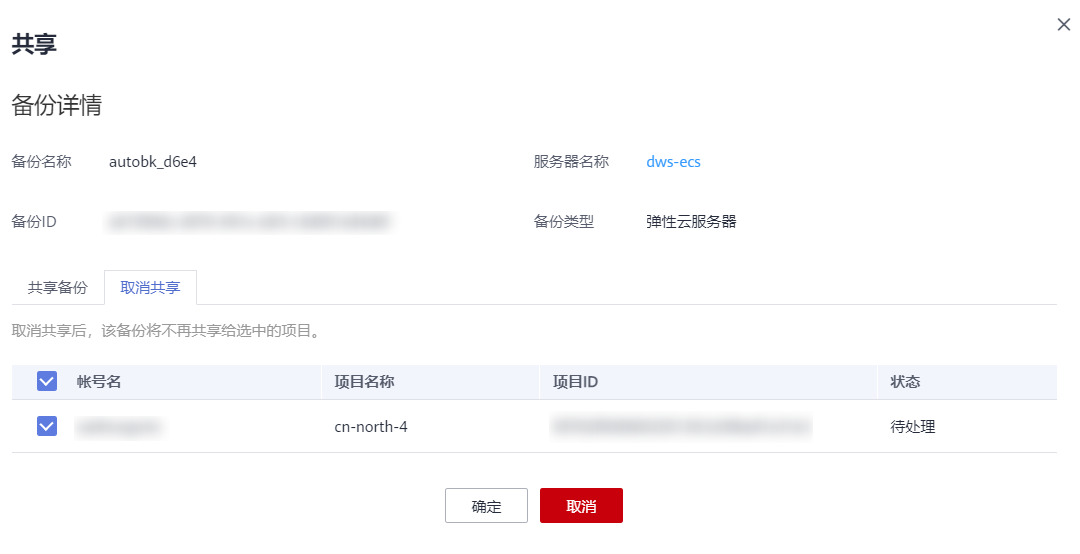 共享
备份详情
备份名称 autobk_d6e4 服务器名称 dws-ecs
备份ID 备份类型 弹性云服务器
共享备份 取消共享
取消共享后，该备份将不再共享给选中的项目。
帐号名 项目名称 项目ID 状态
cn-north-4 待处理
确定 取消